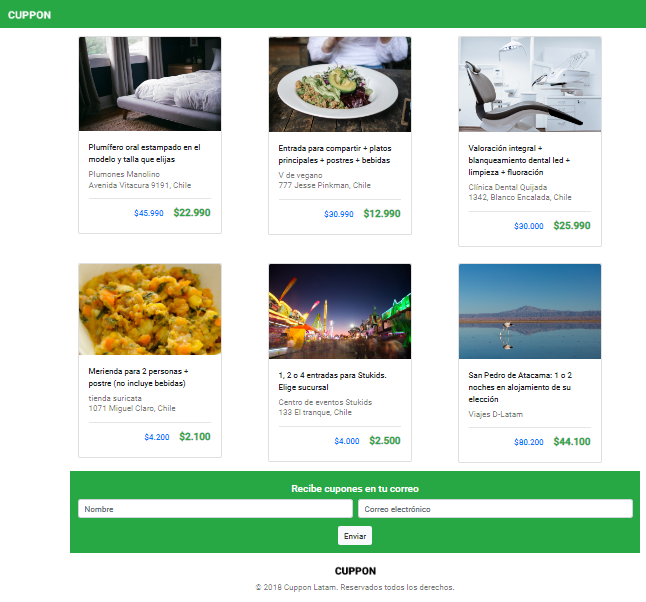 CUPPON
Plumífero oral estampado en el
modelo y talla que elijas
Plumones Manolino
Avenida Vitacura 9191, Chile
$45.990 $22.990
Entrada para compartir + platos
principales + postres + bebidas
V de vegano
777 Jesse Pinkman, Chile
$30.990 $12.990
Valoración integral +
blanqueamiento dental led +
limpieza + fluoración
Clínica Dental Quijada
1342, Blanco Encalada, Chile
$30.000 $25.990
Merienda para 2 personas +
postre (no incluye bebidas)
tienda suricata
1071 Miguel Claro, Chile
$4.200 $2.100
1, 2 o 4 entradas para Stukids.
Elige sucursal
Centro de eventos Stukids
133 El tranque, Chile
$4.000 $2.500
San Pedro de Atacama: 1 o 2
noches en alojamiento de su
elección
Viajes D-Latam
$80.200 $44.100
Recibe cupones en tu correo
Nombre
Correo electrónico
Enviar
CUPPON
© 2018 Cuppon Latam. Reservados todos los derechos.